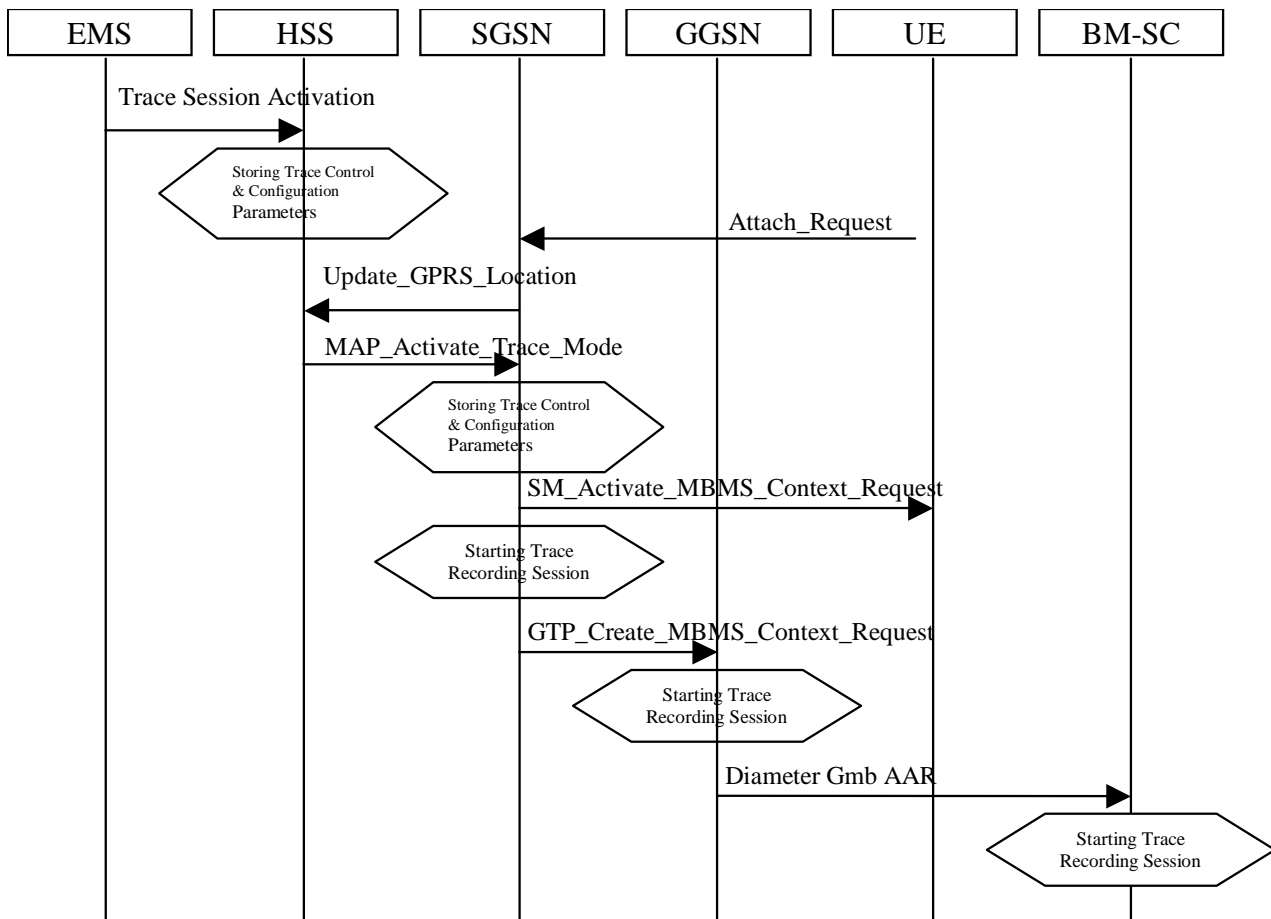 EMS
HSS
SGSN
GGSN
UE
BM-SC
Trace Session Activation
Storing Trace Control
& Configuration
Parameters
Attach_Request
Update_GPRS_Location
MAP_Activate_Trace_Mode
Storing Trace Control
& Configuration
Parameters
SM_Activate_MBMS_Context_Request
Starting Trace
Recording Session
GTP_Create_MBMS_Context_Request
Starting Trace
Recording Session
Diameter Gmb AAR
Starting Trace
Recording Session